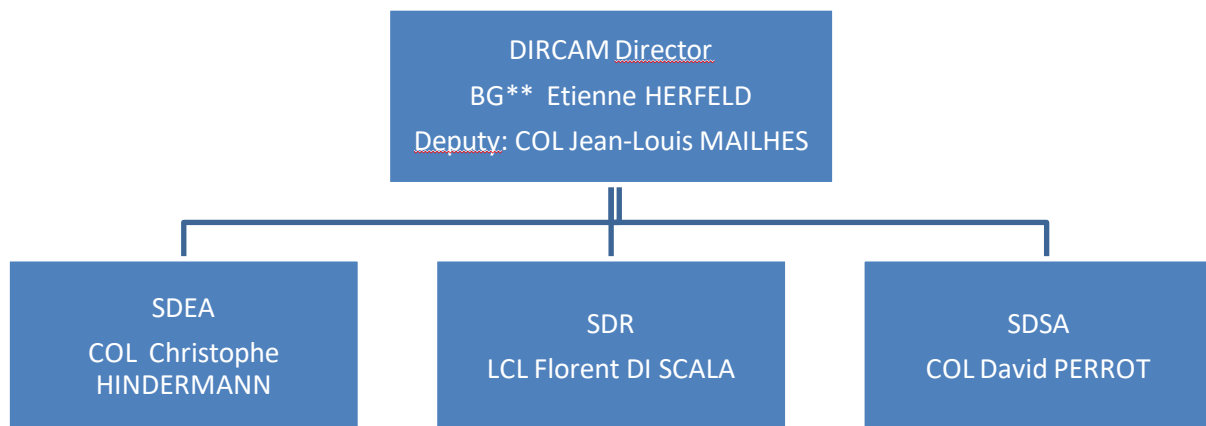 DIRCAM Director
BG** Etienne HERFELD
Deputy: COL Jean-Louis MAILHES
SDEA
COL Christophe
HINDERMANN
SDR
LCL Florent DI SCALA
SDSA
COL David PERROT